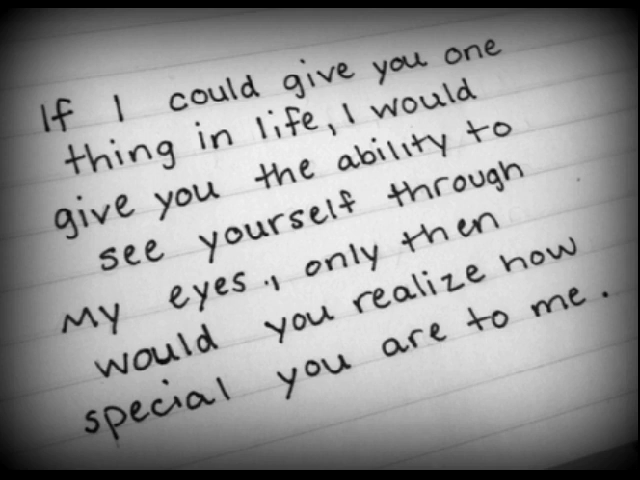 If I could give you one
thing in life, I would
give you the ability to
see yourself through
my eyes., only then
would you realize how
special you are to me.